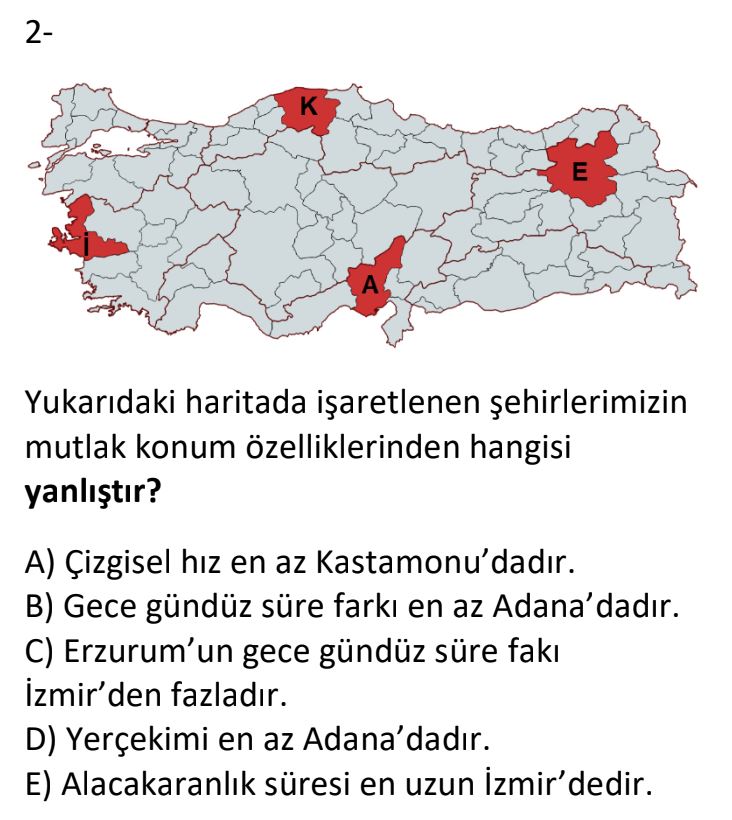 2-
K
E
İ
A
Yukarıdaki haritada işaretlenen şehirlerimizin
mutlak konum özelliklerinden hangisi
yanlıştır?
A) Çizgisel hız en az Kastamonu’dadır.
B) Gece gündüz süre farkı en az Adana’dadır.
C) Erzurum’un gece gündüz süre fakı
İzmir’den fazladır.
D) Yerçekimi en az Adana’dadır.
E) Alacakaranlık süresi en uzun İzmir’dedir.